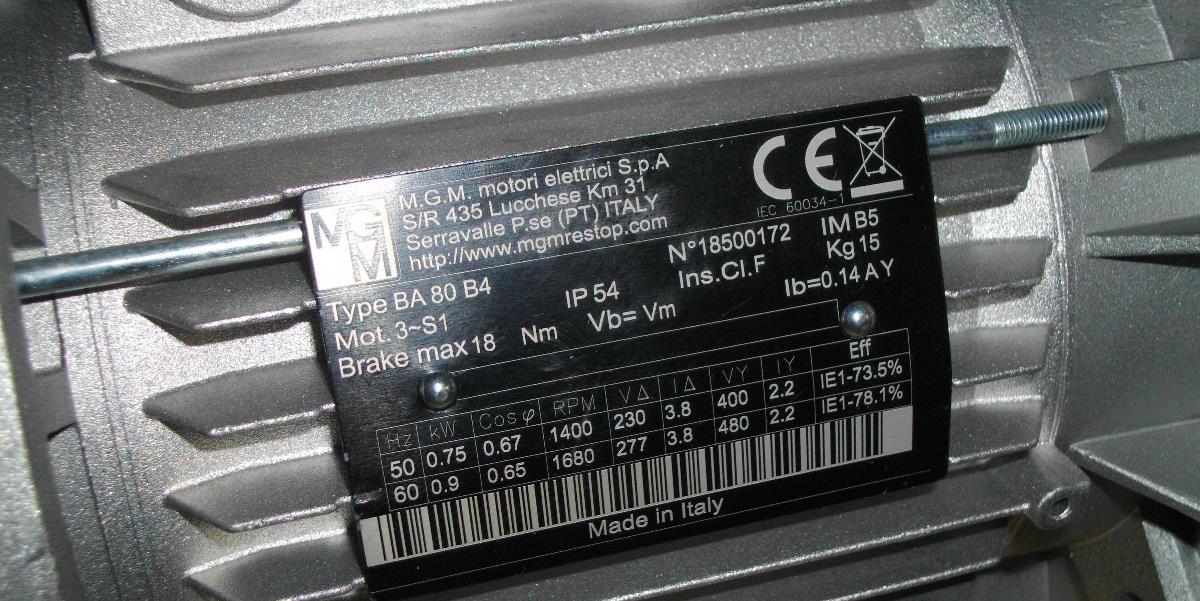 MGM
M.G.M. motori elettrici S.p.A
S/R 435 Lucchese Km 31
Serravalle P.se (PT) ITALY
http://www.mgmrestop.com
CE
IEC 60034-1
Type BA 80 B4 N°18500172 IM B5
Mot. 3~S1 IP 54 Ins.Cl.F Kg 15
Brake max 18 Nm Vb= Vm Ib=0.14 A Y
Hz kW Cos φ RPM V Δ I Δ V Y I Y Eff
50 0.75 0.67 1400 230 3.8 400 2.2 IE1-73.5%
60 0.9 0.65 1680 277 3.8 480 2.2 IE1-78.1%
Made in Italy